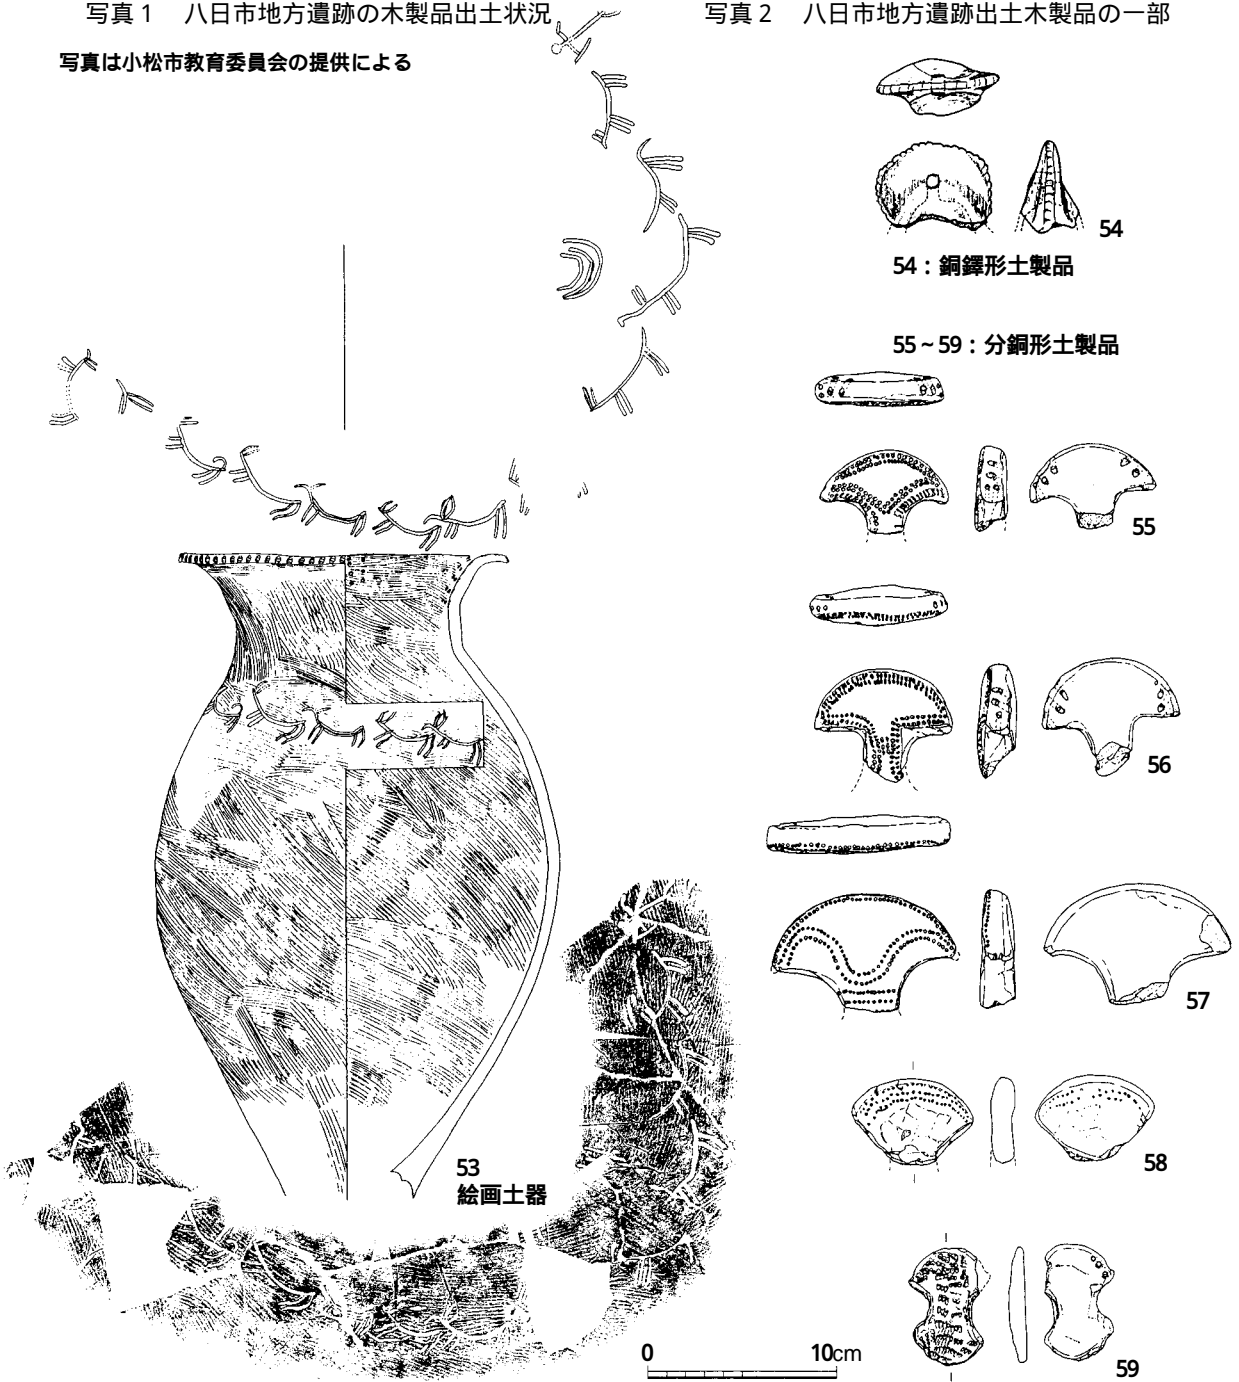 写真１　八日市地方遺跡の木製品出土状況
写真２　八日市地方遺跡出土木製品の一部
写真は小松市教育委員会の提供による
54
54：銅鐸形土製品
55～59：分銅形土製品
55
56
57
53
絵画土器
58
0 10cm
59